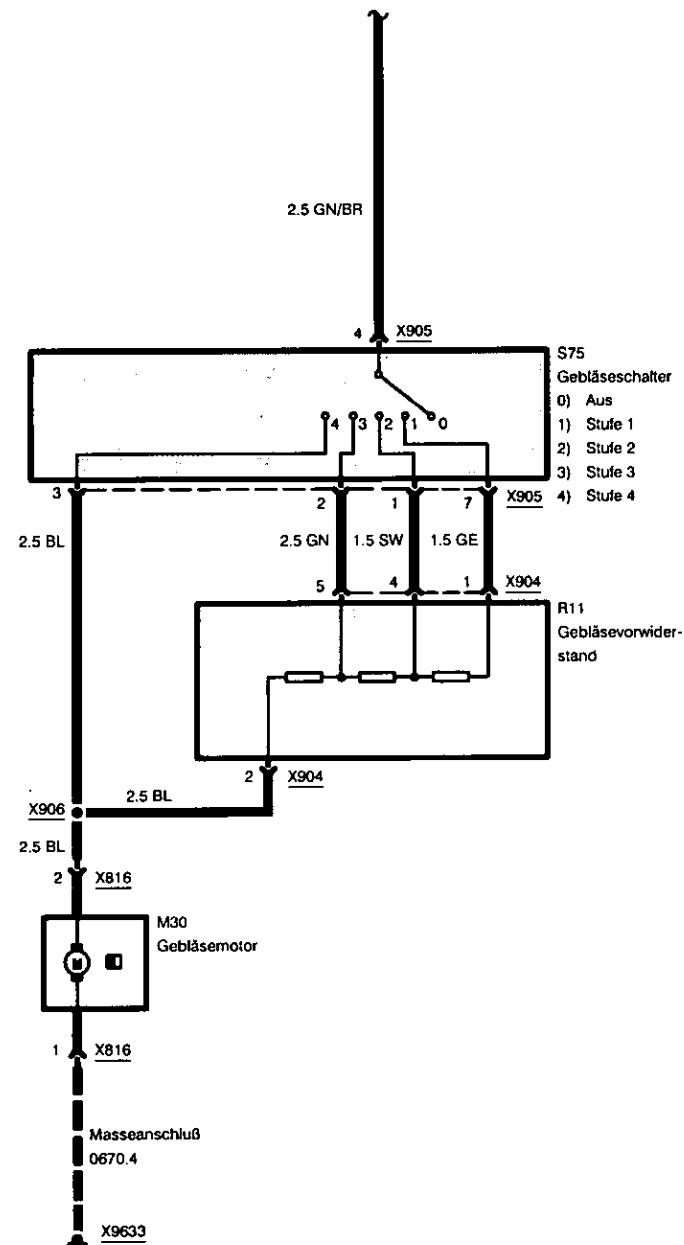 2.5 GN/BR
4 X905
S75
Gebläseschalter
0) Aus
1) Stufe 1
2) Stufe 2
3) Stufe 3
4) Stufe 4
4 3 2 1 0
3 2 1 7 X905
2.5 BL 2.5 GN 1.5 SW 1.5 GE
5 4 1 X904
R11
Gebläsevorwider-
stand
2 X904
X906 2.5 BL
2.5 BL
2 X816
M30
Gebläsemotor
M
1 X816
Masseanschluß
0670.4
X9633